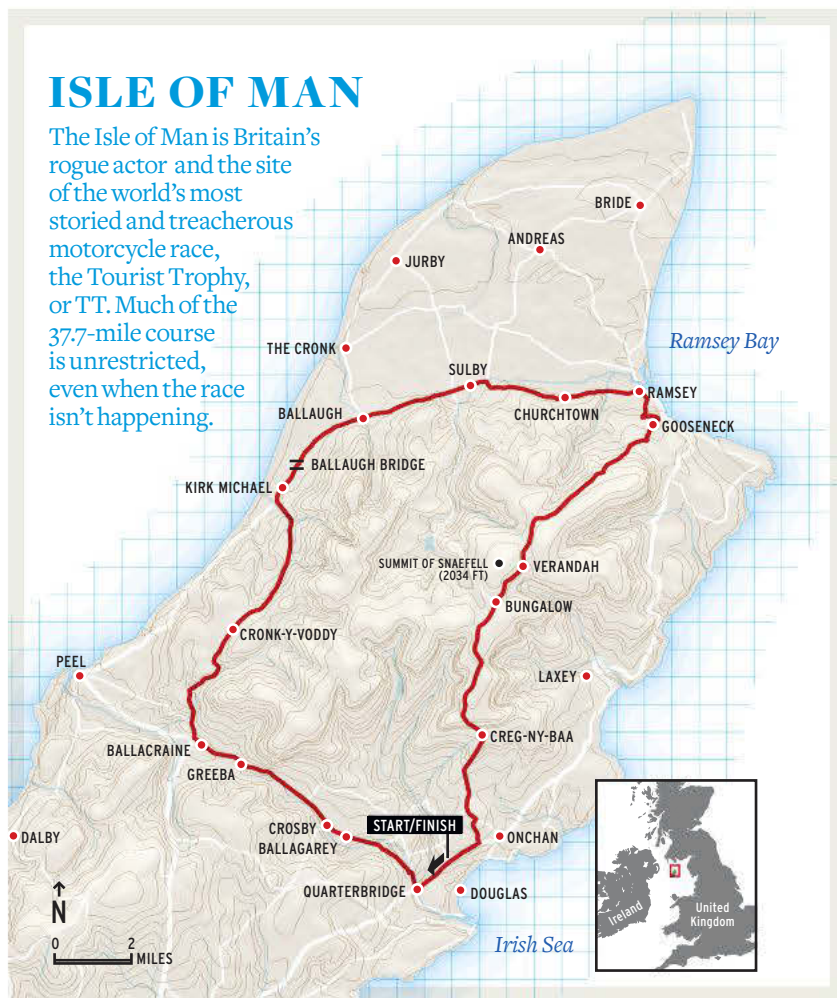 ISLE OF MAN
The Isle of Man is Britain's
rogue actor and the site
of the world's most
storied and treacherous
motorcycle race,
the Tourist Trophy,
or TT. Much of the
37.7-mile course
is unrestricted,
even when the race
isn't happening.
BRIDE
ANDREAS
JURBY
Ramsey Bay
THE CRONK
SULBY
RAMSEY
CHURCHTOWN
BALLAUGH
GOOSENECK
BALLAUGH BRIDGE
KIRK MICHAEL
SUMMIT OF SNAEFELL
(2034 FT)
VERANDAH
BUNGALOW
CRONK-Y-VODDY
PEEL
LAXEY
CREG-NY-BAA
BALLACRAINE
GREEBA
CROSBY
START/FINISH
ONCHAN
DALBY
BALLAGAREY
QUARTERBRIDGE
DOUGLAS
N
0 2
MILES
Irish Sea
Ireland
United
Kingdom